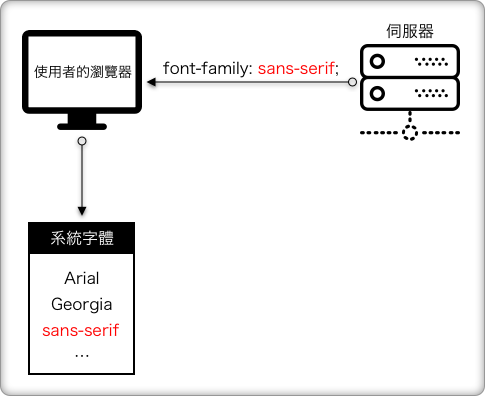 伺服器
使用者的瀏覽器
font-family: sans-serif;
系統字體
Arial
Georgia
sans-serif
...